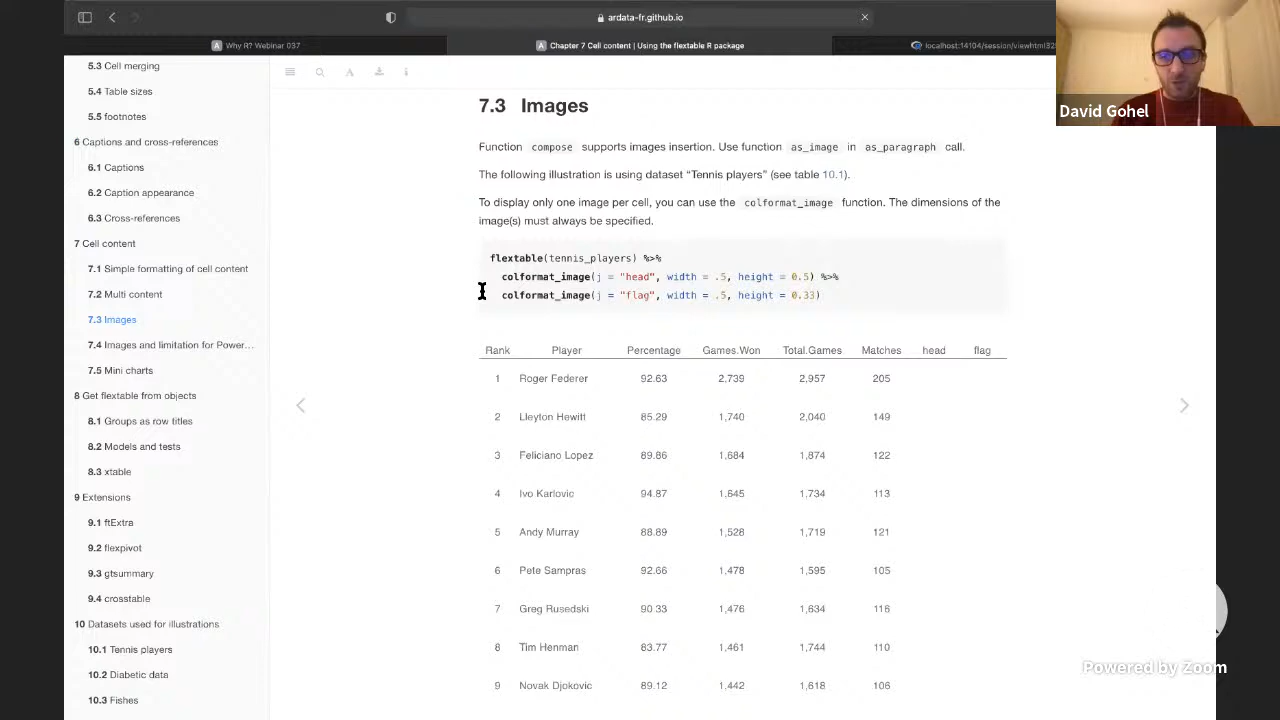 ardata-fr.github.io
Why R? Webinar 037
Chapter 7 Cell content | Using the flextable R package
localhost:14104/session/viewhtml325
David Gohel
5.3 Cell merging
5.4 Table sizes
5.5 footnotes
6 Captions and cross-references
6.1 Captions
6.2 Caption appearance
6.3 Cross-references
7 Cell content
7.1 Simple formatting of cell content
7.2 Multi content
7.3 Images
7.4 Images and limitation for Power…
7.5 Mini charts
8 Get flextable from objects
8.1 Groups as row titles
8.2 Models and tests
8.3 xtable
9 Extensions
9.1 ftExtra
9.2 flexpivot
9.3 gtsummary
9.4 crosstable
10 Datasets used for illustrations
10.1 Tennis players
10.2 Diabetic data
10.3 Fishes
7.3 Images
Function compose supports images insertion. Use function as_image in as_paragraph call.
The following illustration is using dataset “Tennis players” (see table 10.1).
To display only one image per cell, you can use the colformat_image function. The dimensions of the
image(s) must always be specified.
flextable(tennis_players) %>%
colformat_image(j = "head", width = .5, height = 0.5) %>%
colformat_image(j = "flag", width = .5, height = 0.33)
Rank Player Percentage Games.Won Total.Games Matches head flag
1 Roger Federer 92.63 2,739 2,957 205
2 Lleyton Hewitt 85.29 1,740 2,040 149
3 Feliciano Lopez 89.86 1,684 1,874 122
4 Ivo Karlovic 94.87 1,645 1,734 113
5 Andy Murray 88.89 1,528 1,719 121
6 Pete Sampras 92.66 1,478 1,595 105
7 Greg Rusedski 90.33 1,476 1,634 116
8 Tim Henman 83.77 1,461 1,744 110
9 Novak Djokovic 89.12 1,442 1,618 106
Powered by Zoom